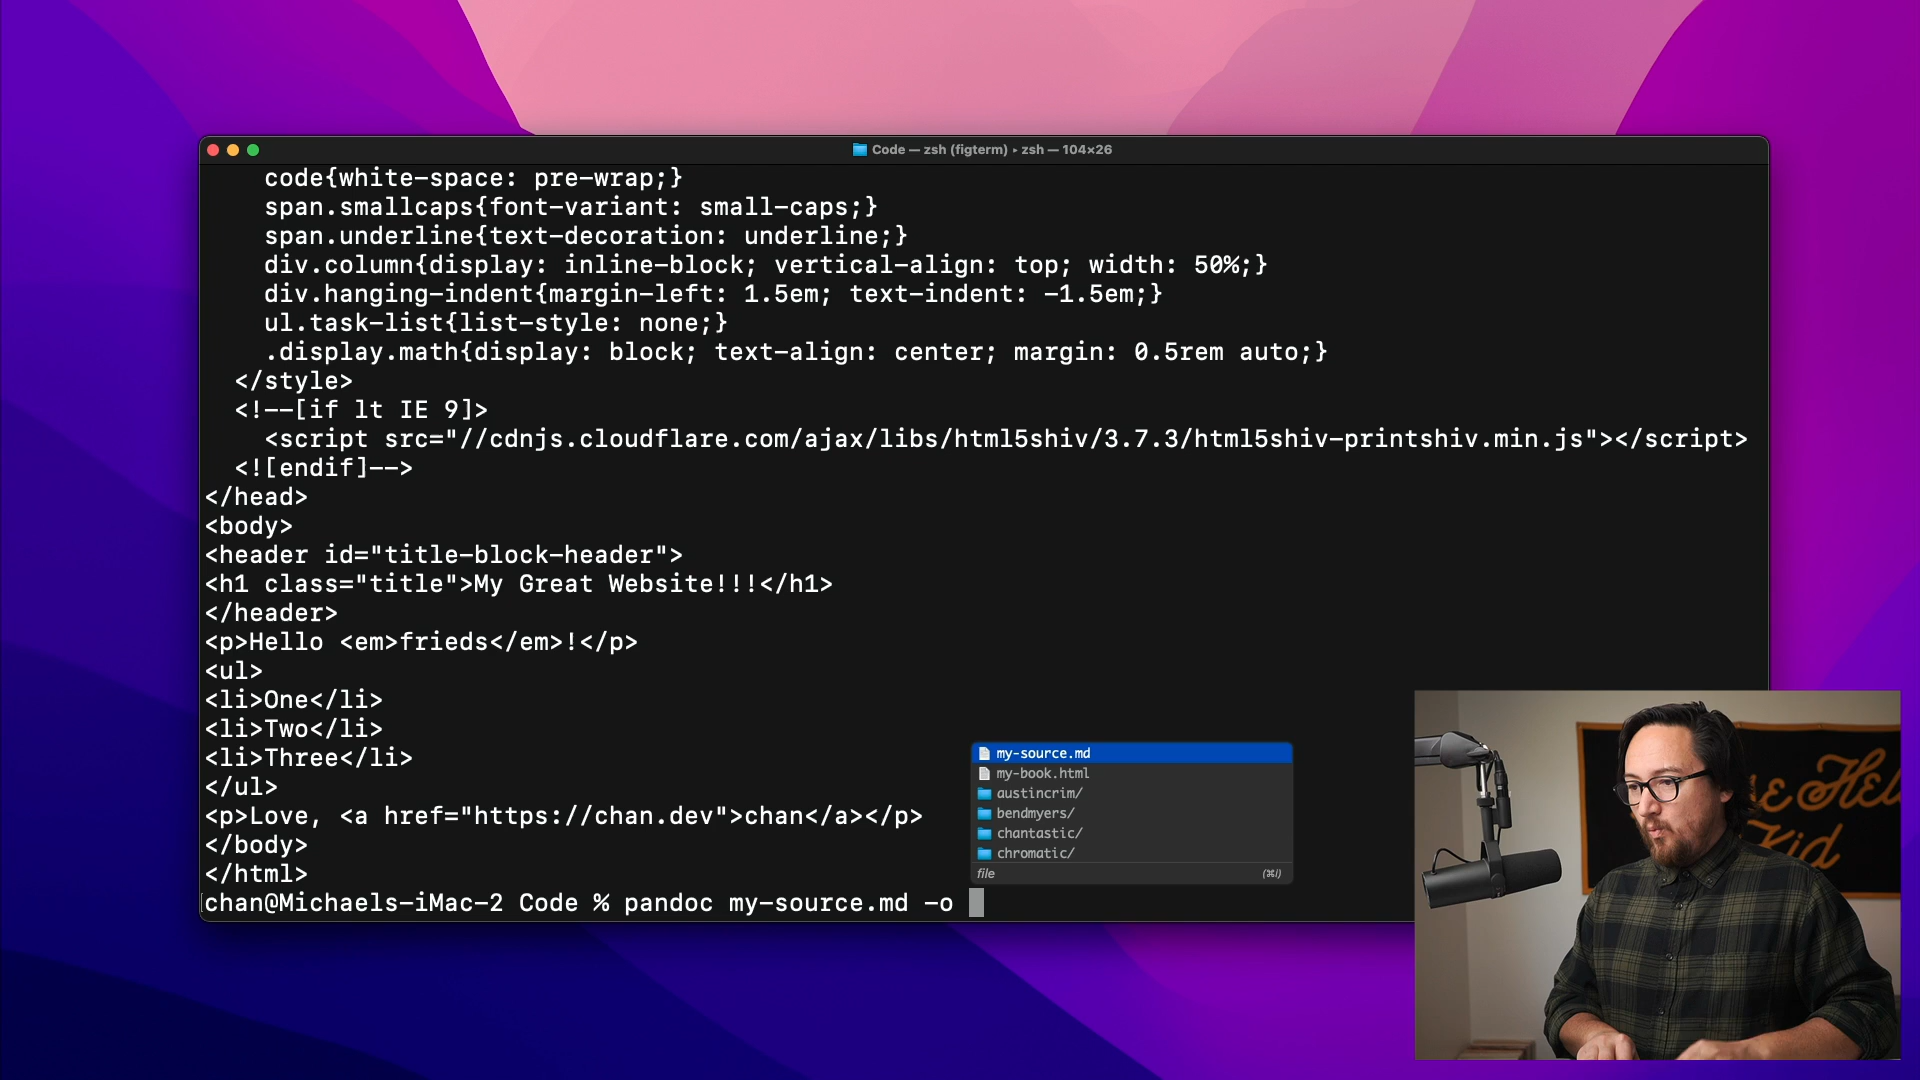 Code — zsh (figterm) ▸ zsh — 104×26
code{white-space: pre-wrap;}
span.smallcaps{font-variant: small-caps;}
span.underline{text-decoration: underline;}
div.column{display: inline-block; vertical-align: top; width: 50%;}
div.hanging-indent{margin-left: 1.5em; text-indent: -1.5em;}
ul.task-list{list-style: none;}
.display.math{display: block; text-align: center; margin: 0.5rem auto;}
</style>
<!--[if lt IE 9]>
<script src="//cdnjs.cloudflare.com/ajax/libs/html5shiv/3.7.3/html5shiv-printshiv.min.js"></script>
<![endif]-->
</head>
<body>
<header id="title-block-header">
<h1 class="title">My Great Website!!!</h1>
</header>
<p>Hello <em>frieds</em>!</p>
<ul>
<li>One</li>
<li>Two</li>
<li>Three</li>
</ul>
<p>Love, <a href="https://chan.dev">chan</a></p>
</body>
</html>
chan@Michaels-iMac-2 Code % pandoc my-source.md -o
my-source.md
my-book.html
austincrim/
bendmyers/
chantastic/
chromatic/
file (⌘I)
Kid